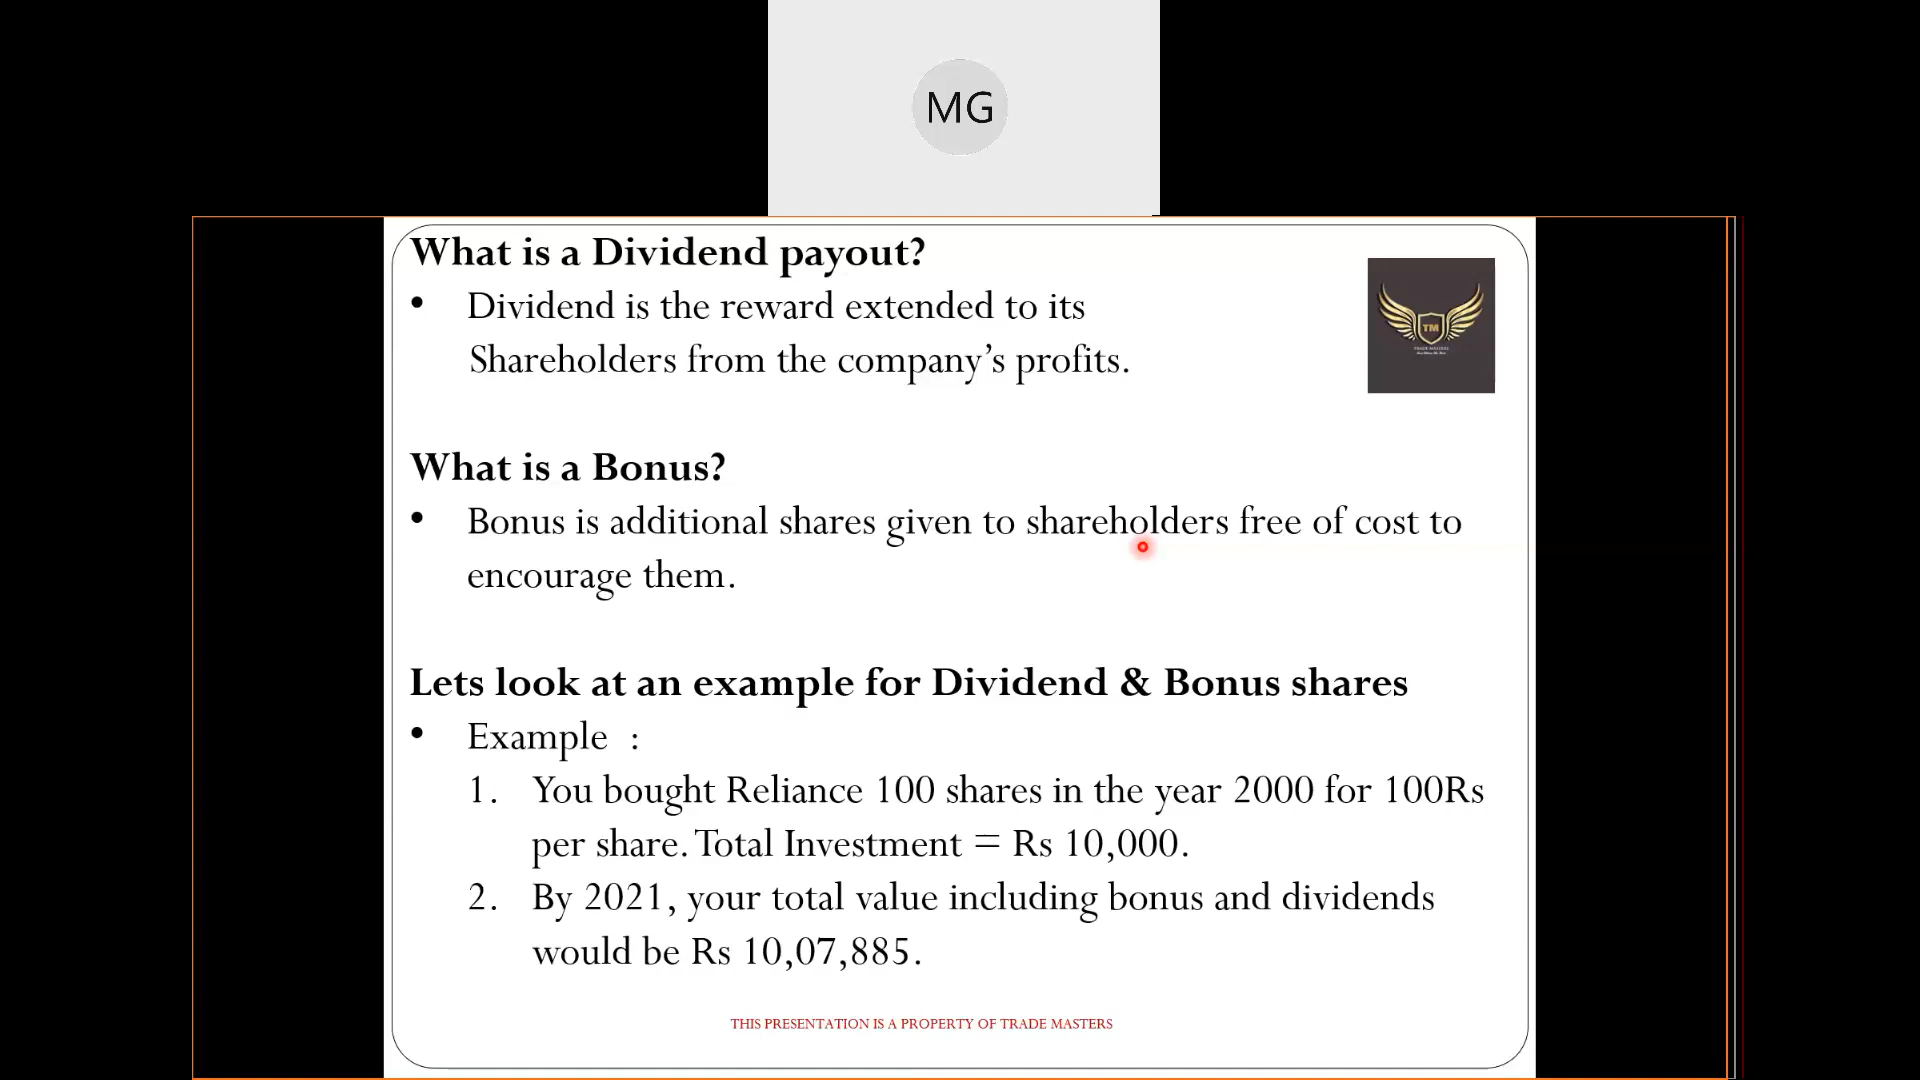 MG
What is a Dividend payout?
• Dividend is the reward extended to its
Shareholders from the company’s profits.
TM
TRADE MASTERS
What is a Bonus?
• Bonus is additional shares given to shareholders free of cost to
encourage them.
Lets look at an example for Dividend & Bonus shares
• Example :
1. You bought Reliance 100 shares in the year 2000 for 100Rs
per share. Total Investment = Rs 10,000.
2. By 2021, your total value including bonus and dividends
would be Rs 10,07,885.
THIS PRESENTATION IS A PROPERTY OF TRADE MASTERS